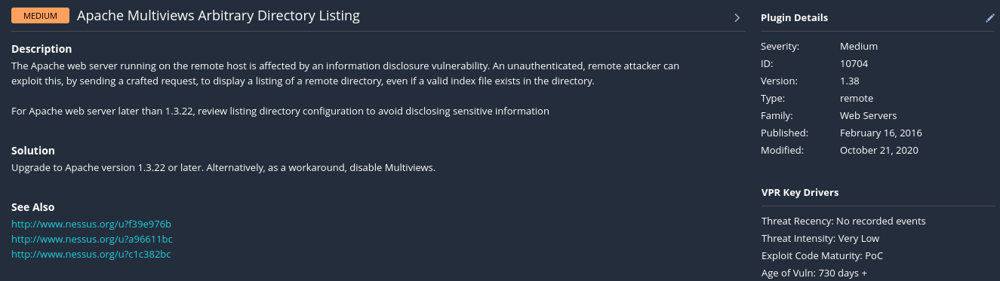 MEDIUM Apache Multiviews Arbitrary Directory Listing
Description
The Apache web server running on the remote host is affected by an information disclosure vulnerability. An unauthenticated, remote attacker can
exploit this, by sending a crafted request, to display a listing of a remote directory, even if a valid index file exists in the directory.
For Apache web server later than 1.3.22, review listing directory configuration to avoid disclosing sensitive information
Solution
Upgrade to Apache version 1.3.22 or later. Alternatively, as a workaround, disable Multiviews.
See Also
http://www.nessus.org/u?f39e976b
http://www.nessus.org/u?a96611bc
http://www.nessus.org/u?c1c382bc
Plugin Details
Severity: Medium
ID: 10704
Version: 1.38
Type: remote
Family: Web Servers
Published: February 16, 2016
Modified: October 21, 2020
VPR Key Drivers
Threat Recency: No recorded events
Threat Intensity: Very Low
Exploit Code Maturity: PoC
Age of Vuln: 730 days +